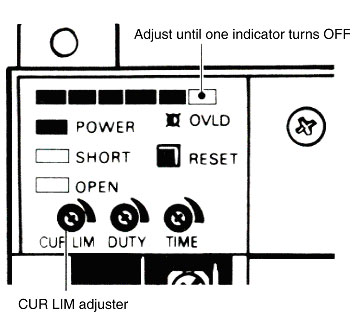 Adjust until one indicator turns OFF
POWER
OVLD
SHORT
RESET
OPEN
CUR LIM DUTY TIME
CUR LIM adjuster